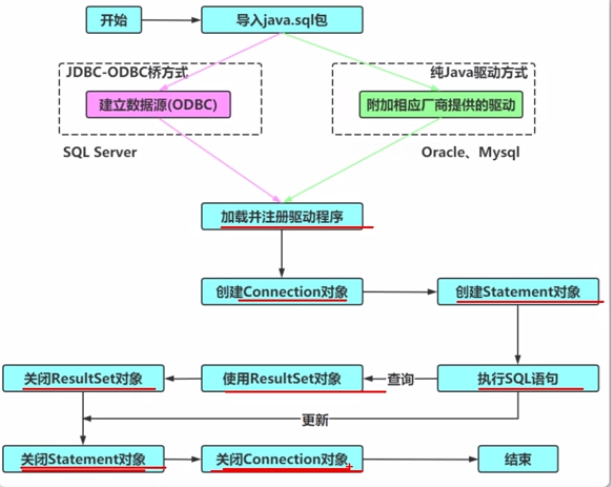 开始
导入java.sql包
JDBC-ODBC桥方式
纯Java驱动方式
建立数据源(ODBC)
附加相应厂商提供的驱动
SQL Server
Oracle、Mysql
加载并注册驱动程序
创建Connection对象
创建Statement对象
关闭ResultSet对象
使用ResultSet对象
查询
执行SQL语句
更新
关闭Statement对象
关闭Connection对象
结束